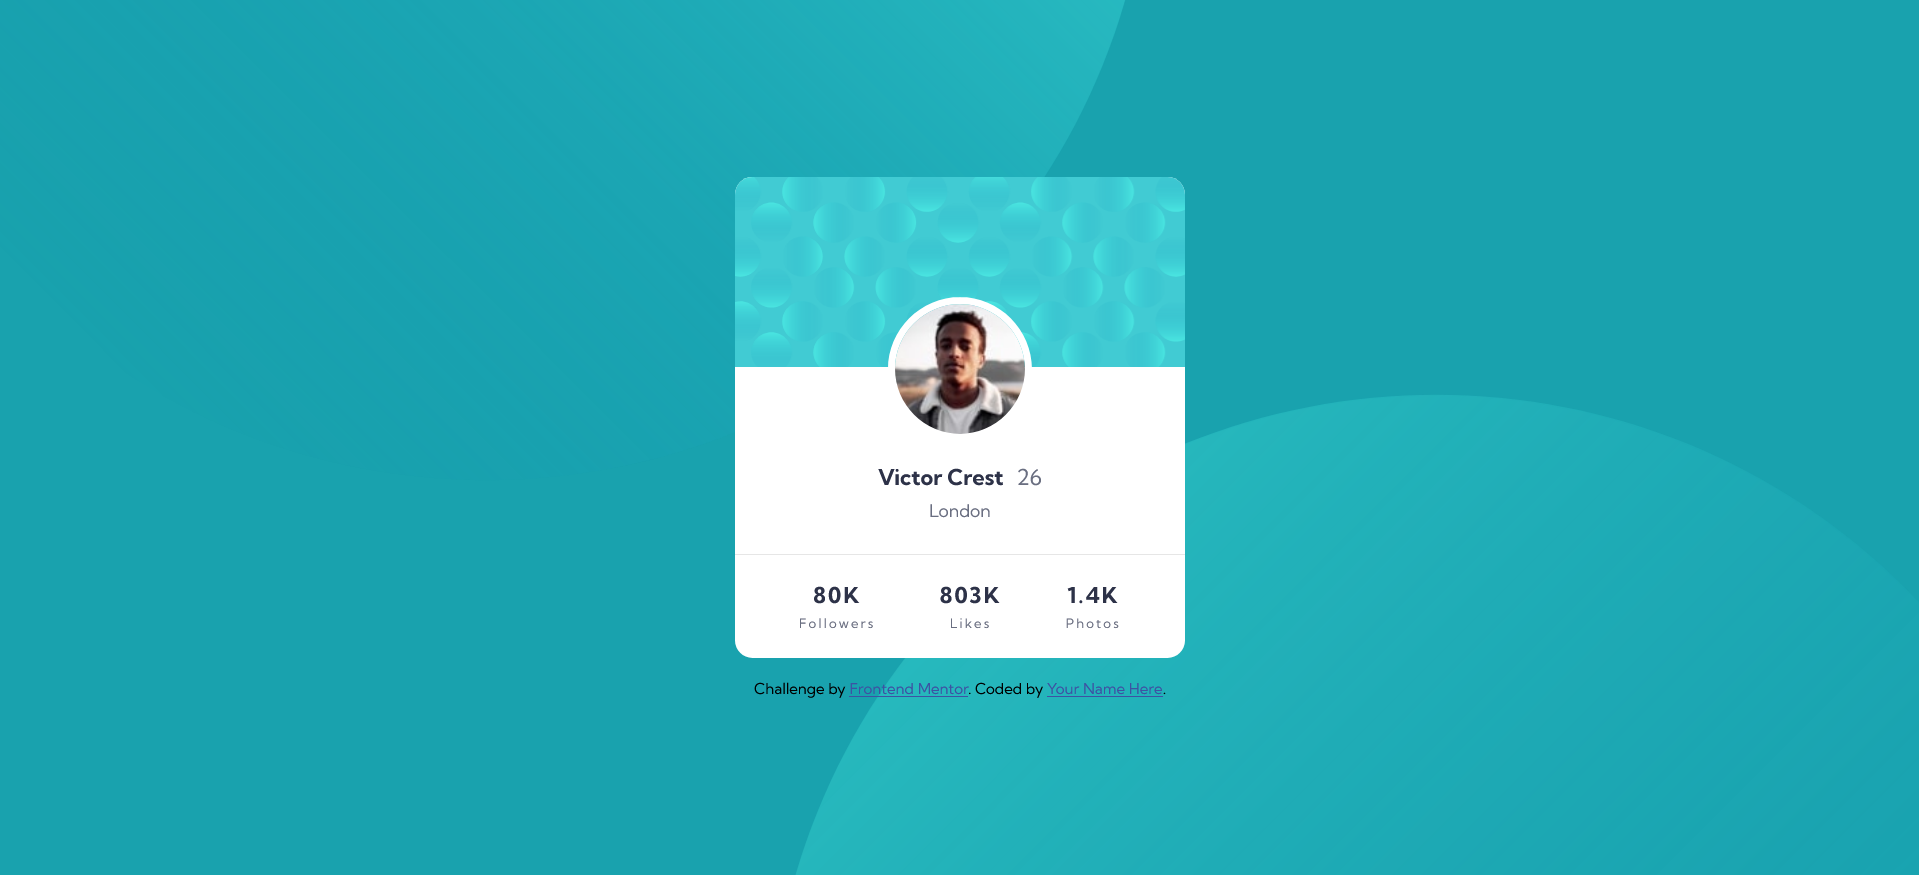 Victor Crest 26
London
80K 803K 1.4K
Followers Likes Photos
Challenge by Frontend Mentor. Coded by Your Name Here.